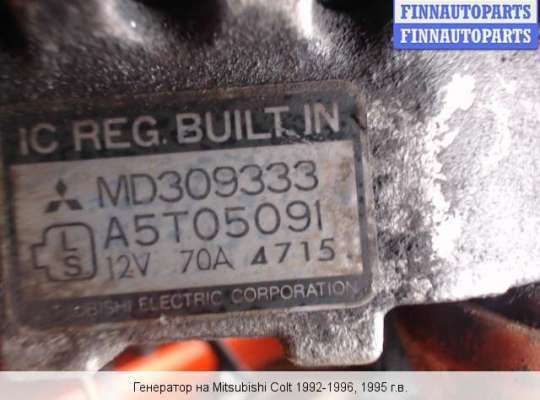 FINNAUTOPARTS
FINNAUTOPARTS
IC REG. BUILT IN
MD309333
A5T05091
L
S
12V 70A 4715
BISHI ELECTRIC CORPORATION
Генератор на Mitsubishi Colt 1992-1996, 1995 г.в.